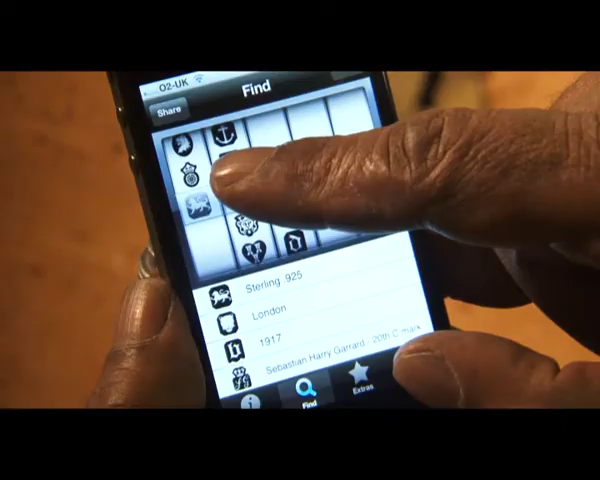 O2-UK
Find
Share
Sterling .925
London
1917
Sebastian Harry Garrard - 20th C mark
Find
Extras